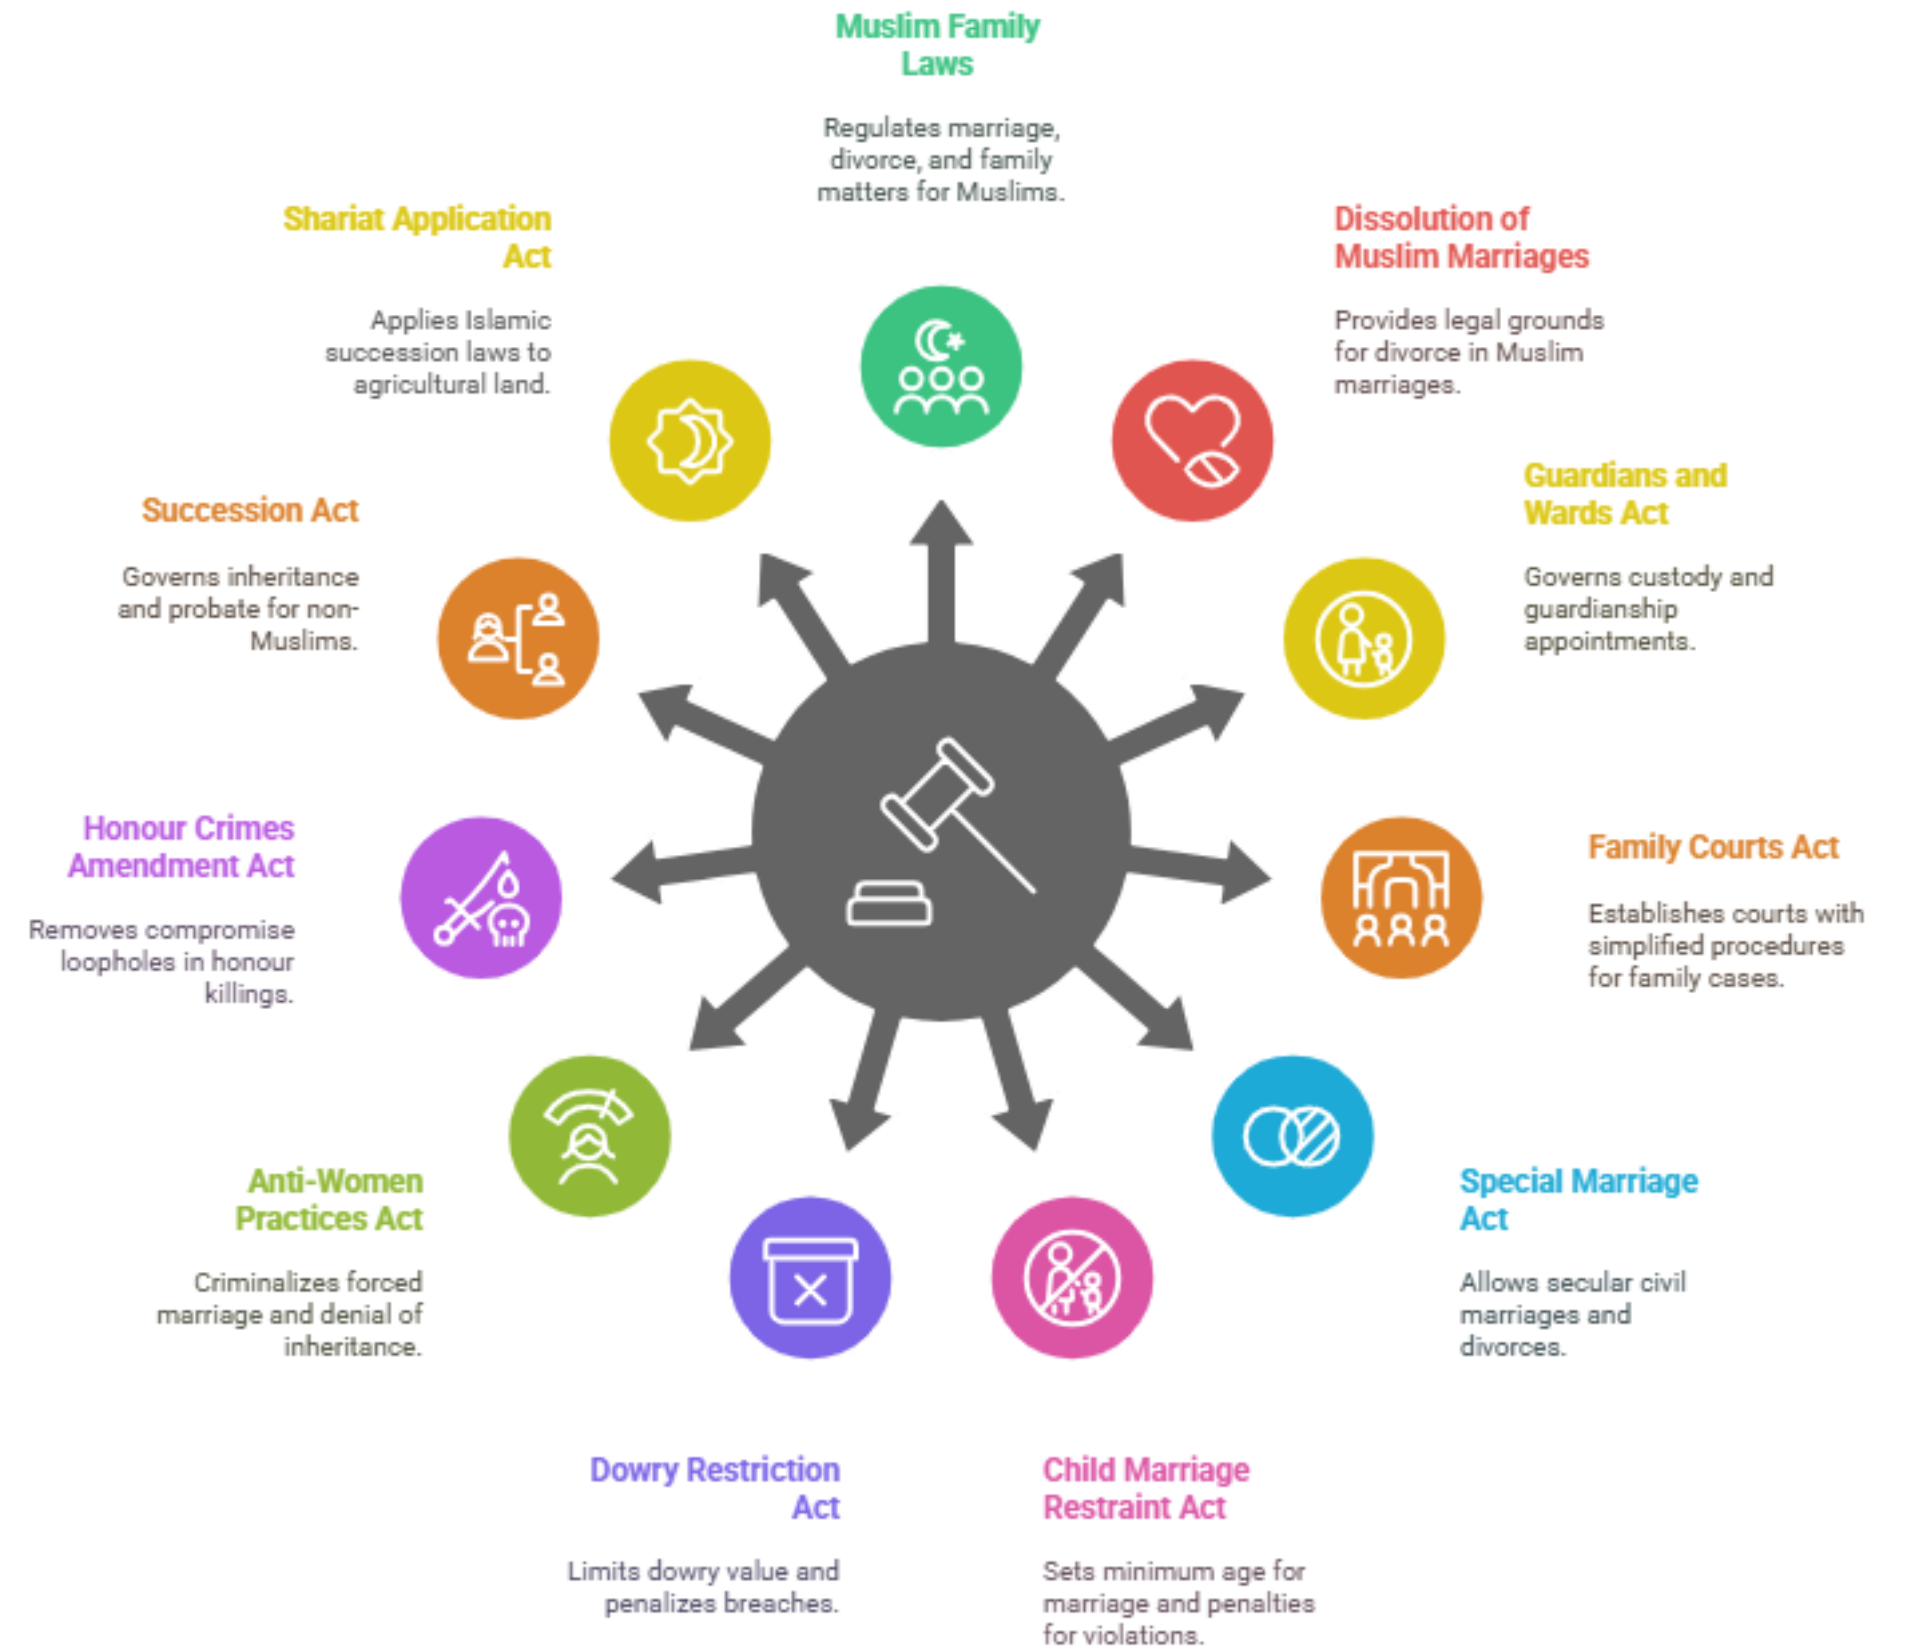 Muslim Family
Laws
Regulates marriage,
divorce, and family
matters for Muslims.
Dissolution of
Muslim Marriages
Provides legal grounds
for divorce in Muslim
marriages.
Guardians and
Wards Act
Governs custody and
guardianship
appointments.
Family Courts Act
Establishes courts with
simplified procedures
for family cases.
Special Marriage
Act
Allows secular civil
marriages and
divorces.
Child Marriage
Restraint Act
Sets minimum age for
marriage and penalties
for violations.
Dowry Restriction
Act
Limits dowry value and
penalizes breaches.
Anti-Women
Practices Act
Criminalizes forced
marriage and denial of
inheritance.
Honour Crimes
Amendment Act
Removes compromise
loopholes in honour
killings.
Succession Act
Governs inheritance
and probate for non-
Muslims.
Shariat Application
Act
Applies Islamic
succession laws to
agricultural land.